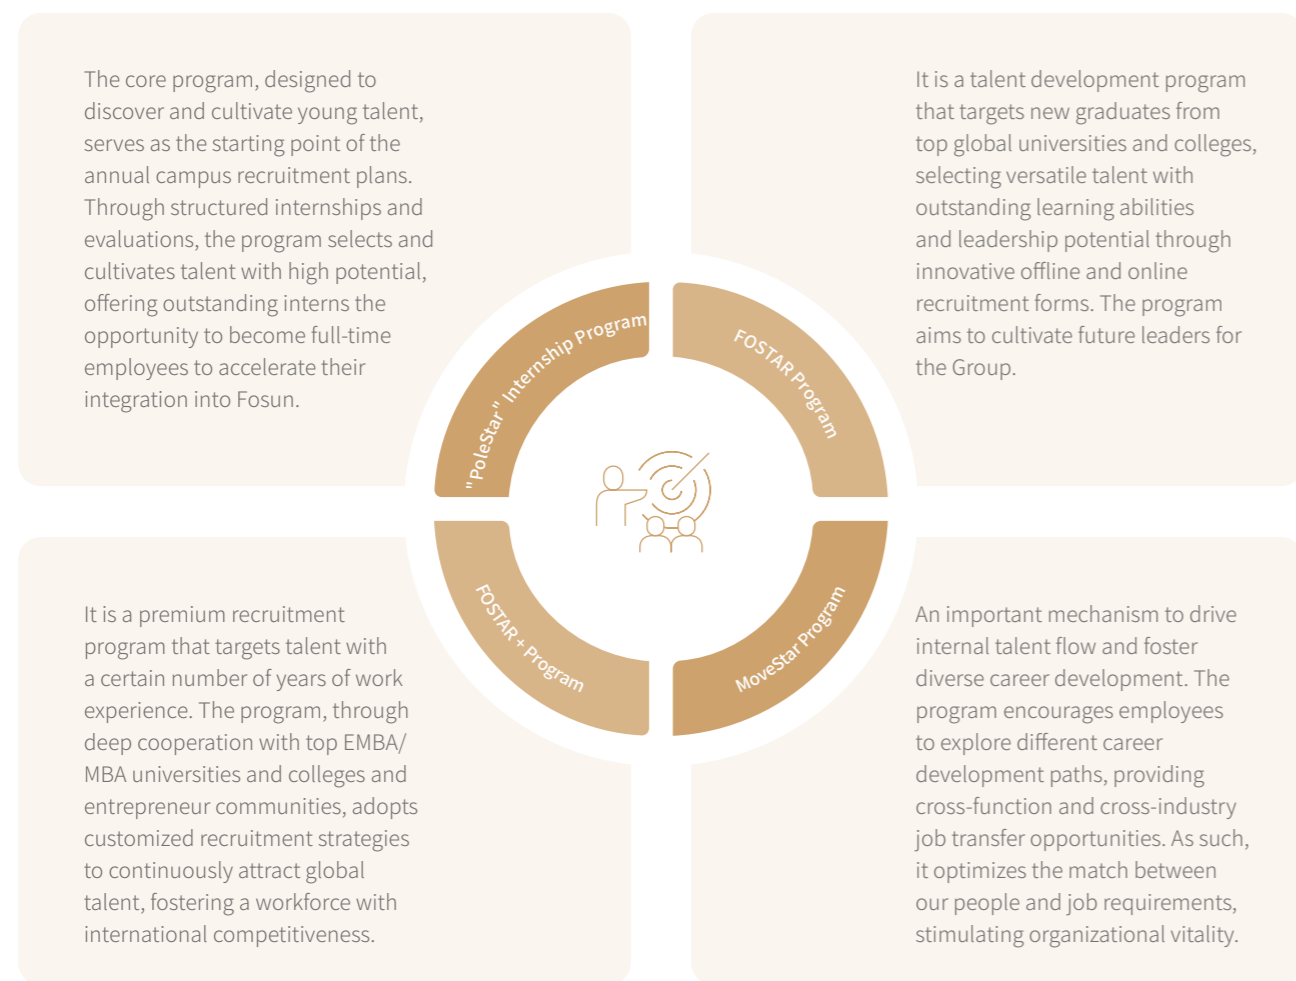 The core program, designed to
discover and cultivate young talent,
serves as the starting point of the
annual campus recruitment plans.
Through structured internships and
evaluations, the program selects and
cultivates talent with high potential,
offering outstanding interns the
opportunity to become full-time
employees to accelerate their
integration into Fosun.
It is a talent development program
that targets new graduates from
top global universities and colleges,
selecting versatile talent with
outstanding learning abilities
and leadership potential through
innovative offline and online
recruitment forms. The program
aims to cultivate future leaders for
the Group.
"PoleStar" Internship Program
FOSTAR Program
FOSTAR + Program
MoveStar Program
It is a premium recruitment
program that targets talent with
a certain number of years of work
experience. The program, through
deep cooperation with top EMBA/
MBA universities and colleges and
entrepreneur communities, adopts
customized recruitment strategies
to continuously attract global
talent, fostering a workforce with
international competitiveness.
An important mechanism to drive
internal talent flow and foster
diverse career development. The
program encourages employees
to explore different career
development paths, providing
cross-function and cross-industry
job transfer opportunities. As such,
it optimizes the match between
our people and job requirements,
stimulating organizational vitality.